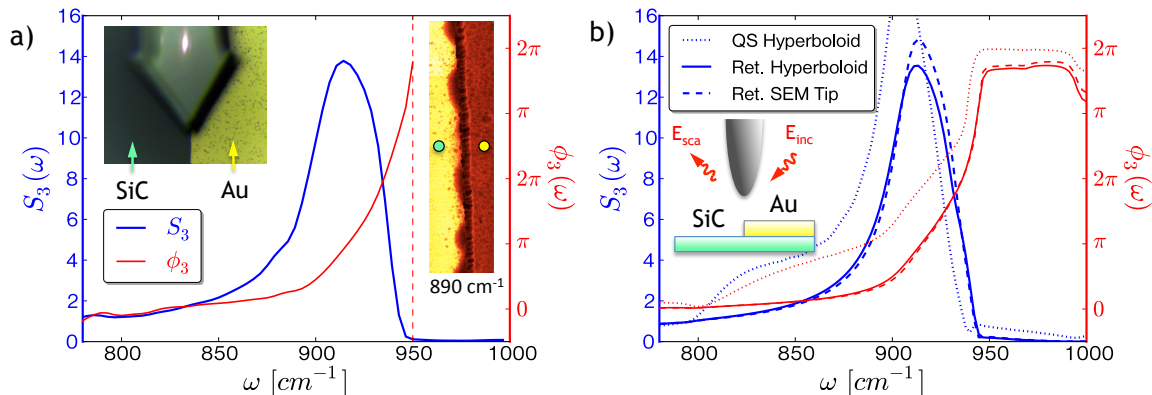 a)
16
14
12
10
8
6
4
2
0
S₃ (ω)
SiC
Au
S₃
ϕ₃
890 cm⁻¹
2π
π
2π
π
0
ϕ₃ (ω)
800
850
900
950
1000
ω [cm⁻¹]
b)
16
14
12
10
8
6
4
2
0
S₃ (ω)
QS Hyperboloid
Ret. Hyperboloid
Ret. SEM Tip
E_sca
E_inc
SiC
Au
2π
π
2π
π
0
ϕ₃ (ω)
800
850
900
950
1000
ω [cm⁻¹]